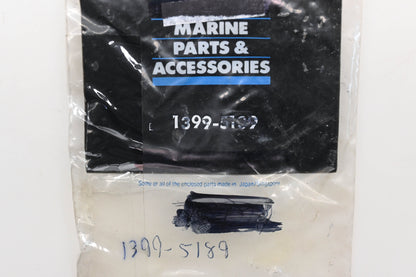 MARINE
PARTS &
ACCESSORIES
1399-5189
Some or all of the enclosed parts made in Japan/Singapore
1399-5189